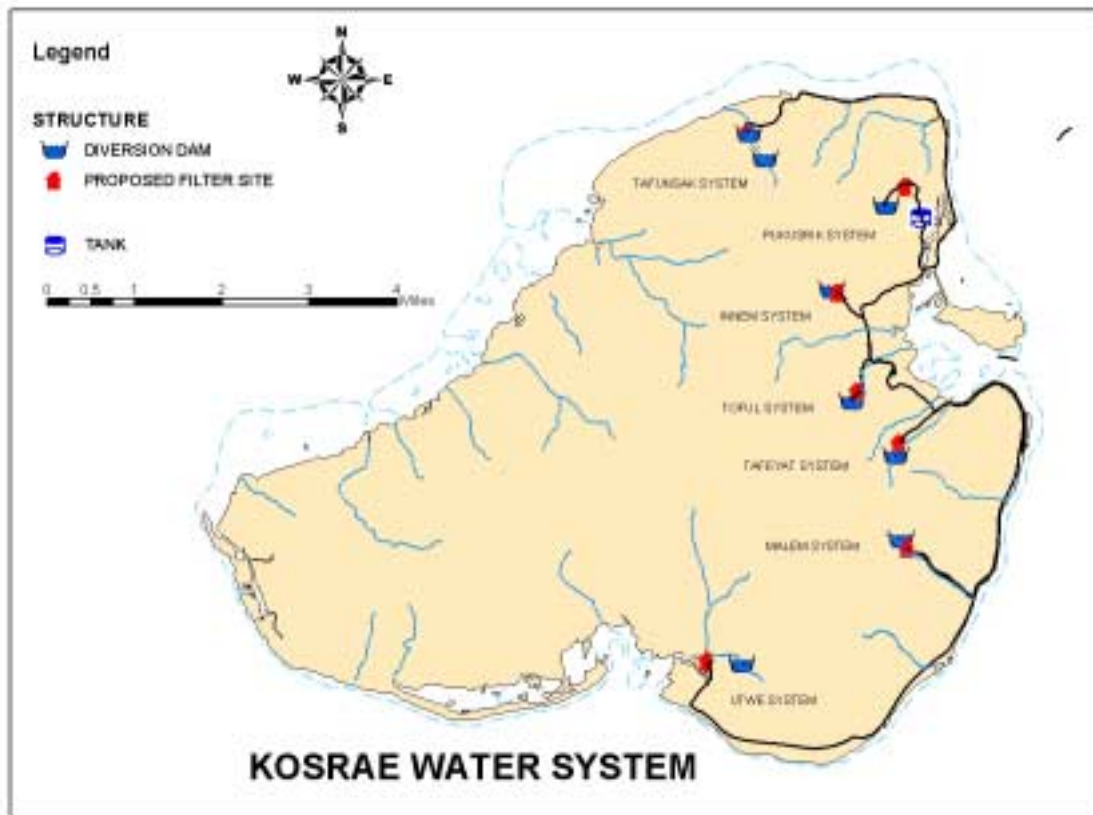 Legend
N
W E
S
STRUCTURE
DIVERSION DAM
PROPOSED FILTER SITE
TANK
0 0.5 1 2 3 4
Miles
TAFUNSAK SYSTEM
PUKUSRIK SYSTEM
INNEM SYSTEM
TOFUL SYSTEM
TAFEYAT SYSTEM
MALEM SYSTEM
UTWE SYSTEM
KOSRAE WATER SYSTEM